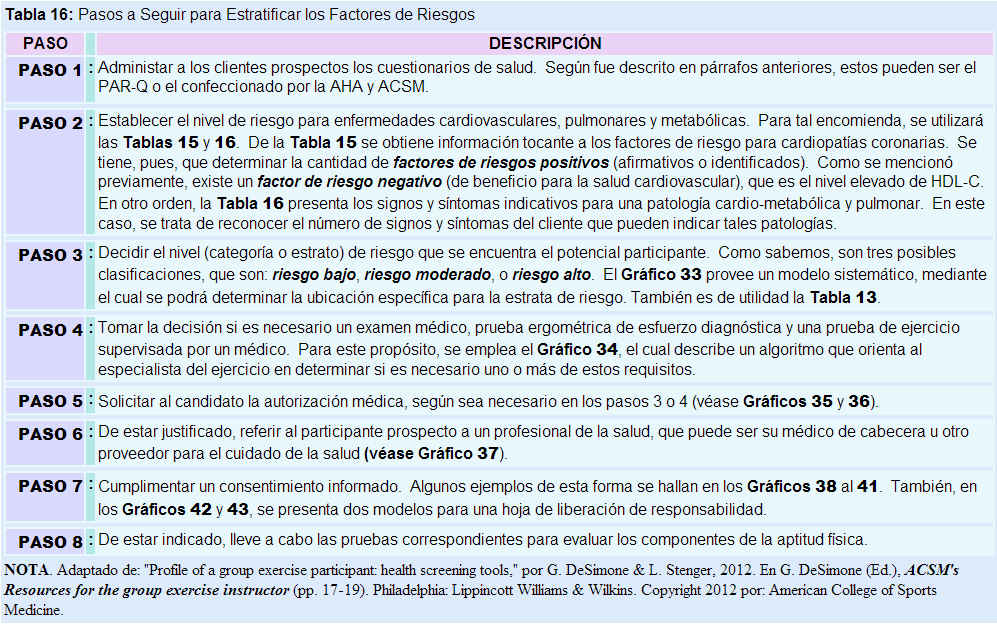 Tabla 16: Pasos a Seguir para Estratificar los Factores de Riesgos
PASO DESCRIPCIÓN
PASO 1 : Administar a los clientes prospectos los cuestionarios de salud. Según fue descrito en párrafos anteriores, estos pueden ser el
PAR-Q o el confeccionado por la AHA y ACSM.
PASO 2 : Establecer el nivel de riesgo para enfermedades cardiovasculares, pulmonares y metabólicas. Para tal encomienda, se utilizará
las Tablas 15 y 16. De la Tabla 15 se obtiene información tocante a los factores de riesgo para cardiopatías coronarias. Se
tiene, pues, que determinar la cantidad de factores de riesgos positivos (afirmativos o identificados). Como se mencionó
previamente, existe un factor de riesgo negativo (de beneficio para la salud cardiovascular), que es el nivel elevado de HDL-C.
En otro orden, la Tabla 16 presenta los signos y síntomas indicativos para una patología cardio-metabólica y pulmonar. En este
caso, se trata de reconocer el número de signos y síntomas del cliente que pueden indicar tales patologías.
PASO 3 : Decidir el nivel (categoría o estrato) de riesgo que se encuentra el potencial participante. Como sabemos, son tres posibles
clasificaciones, que son: riesgo bajo, riesgo moderado, o riesgo alto. El Gráfico 33 provee un modelo sistemático, mediante
el cual se podrá determinar la ubicación específica para la estrata de riesgo. También es de utilidad la Tabla 13.
PASO 4 : Tomar la decisión si es necesario un examen médico, prueba ergométrica de esfuerzo diagnóstica y una prueba de ejercicio
supervisada por un médico. Para este propósito, se emplea el Gráfico 34, el cual describe un algoritmo que orienta al
especialista del ejercicio en determinar si es necesario uno o más de estos requisitos.
PASO 5 : Solicitar al candidato la autorización médica, según sea necesario en los pasos 3 o 4 (véase Gráficos 35 y 36).
PASO 6 : De estar justificado, referir al participante prospecto a un profesional de la salud, que puede ser su médico de cabecera u otro
proveedor para el cuidado de la salud (véase Gráfico 37).
PASO 7 : Cumplimentar un consentimiento informado. Algunos ejemplos de esta forma se hallan en los Gráficos 38 al 41. También, en
los Gráficos 42 y 43, se presenta dos modelos para una hoja de liberación de responsabilidad.
PASO 8 : De estar indicado, lleve a cabo las pruebas correspondientes para evaluar los componentes de la aptitud física.
NOTA. Adaptado de: "Profile of a group exercise participant: health screening tools," por G. DeSimone & L. Stenger, 2012. En G. DeSimone (Ed.), ACSM's
Resources for the group exercise instructor (pp. 17-19). Philadelphia: Lippincott Williams & Wilkins. Copyright 2012 por: American College of Sports
Medicine.